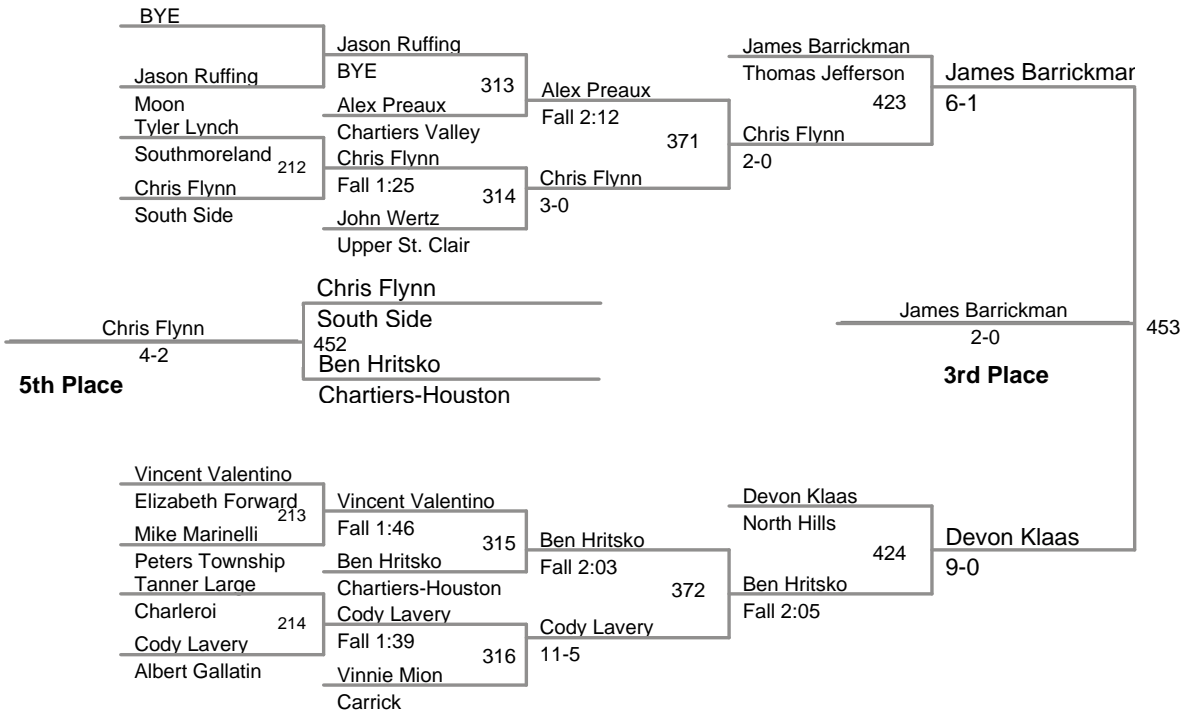 BYE
Jason Ruffing
Moon
Tyler Lynch
Southmoreland
212
Chris Flynn
South Side
Jason Ruffing
BYE
313
Alex Preaux
Chartiers Valley
Chris Flynn
Fall 1:25
314
John Wertz
Upper St. Clair
Alex Preaux
Fall 2:12
371
Chris Flynn
3-0
James Barrickman
Thomas Jefferson
423
Chris Flynn
2-0
James Barrickman
6-1
Chris Flynn
4-2
5th Place
Chris Flynn
South Side
452
Ben Hritsko
Chartiers-Houston
James Barrickman
2-0
3rd Place
453
Vincent Valentino
Elizabeth Forward
213
Mike Marinelli
Peters Township
Tanner Large
Charleroi
214
Cody Lavery
Albert Gallatin
Vincent Valentino
Fall 1:46
315
Ben Hritsko
Chartiers-Houston
Cody Lavery
Fall 1:39
316
Vinnie Mion
Carrick
Ben Hritsko
Fall 2:03
372
Cody Lavery
11-5
Devon Klaas
North Hills
424
Ben Hritsko
Fall 2:05
Devon Klaas
9-0